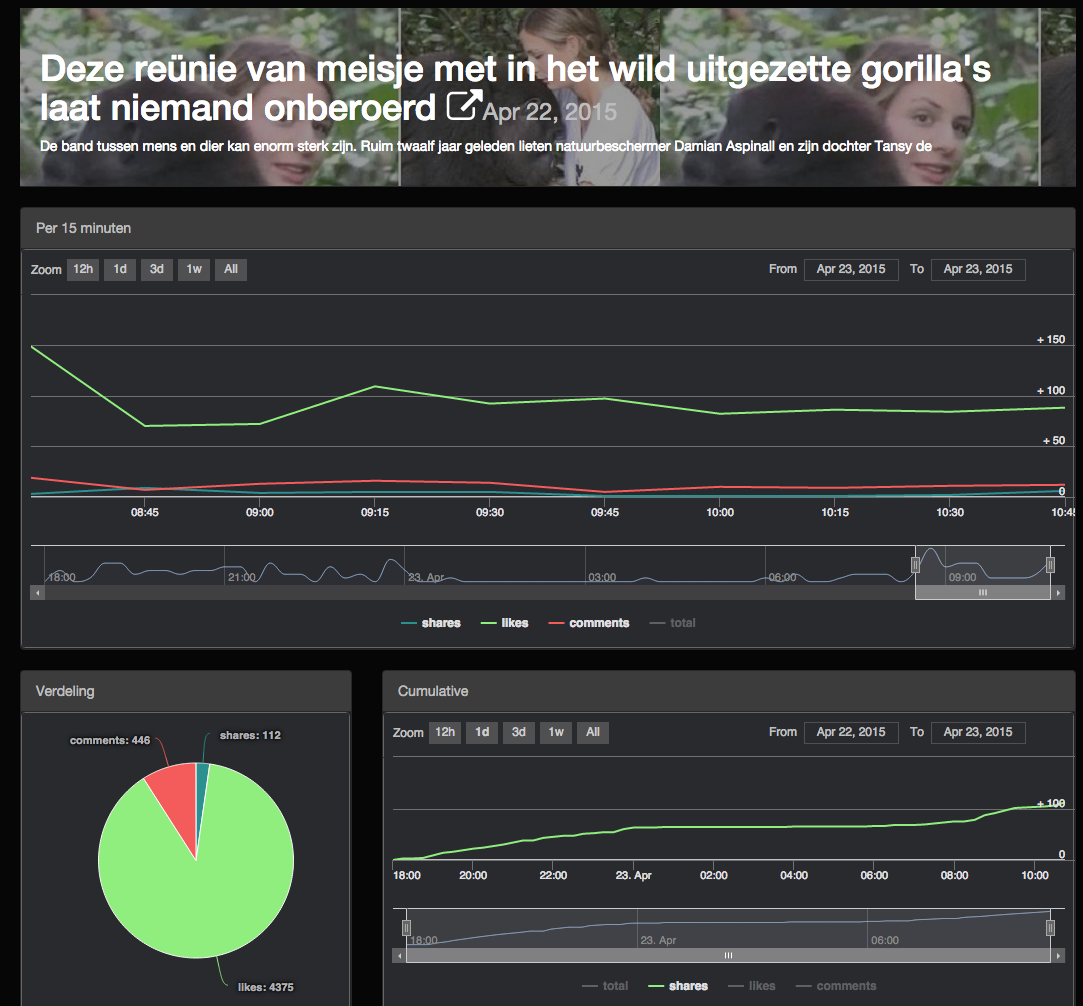 Deze reünie van meisje met in het wild uitgezette gorilla's
laat niemand onberoerd Apr 22, 2015
De band tussen mens en dier kan enorm sterk zijn. Ruim twaalf jaar geleden lieten natuurbeschermer Damian Aspinall en zijn dochter Tansy de
Per 15 minuten
Zoom 12h 1d 3d 1w All From Apr 23, 2015 To Apr 23, 2015
+ 150
+ 100
+ 50
0
08:45 09:00 09:15 09:30 09:45 10:00 10:15 10:30 10:45
18:00 21:00 23. Apr 03:00 06:00 09:00
shares likes comments total
Verdeling
comments: 446 shares: 112
likes: 4375
Cumulative
Zoom 12h 1d 3d 1w All From Apr 22, 2015 To Apr 23, 2015
+ 100
0
18:00 20:00 22:00 23. Apr 02:00 04:00 06:00 08:00 10:00
18:00 23. Apr 06:00
total shares likes comments